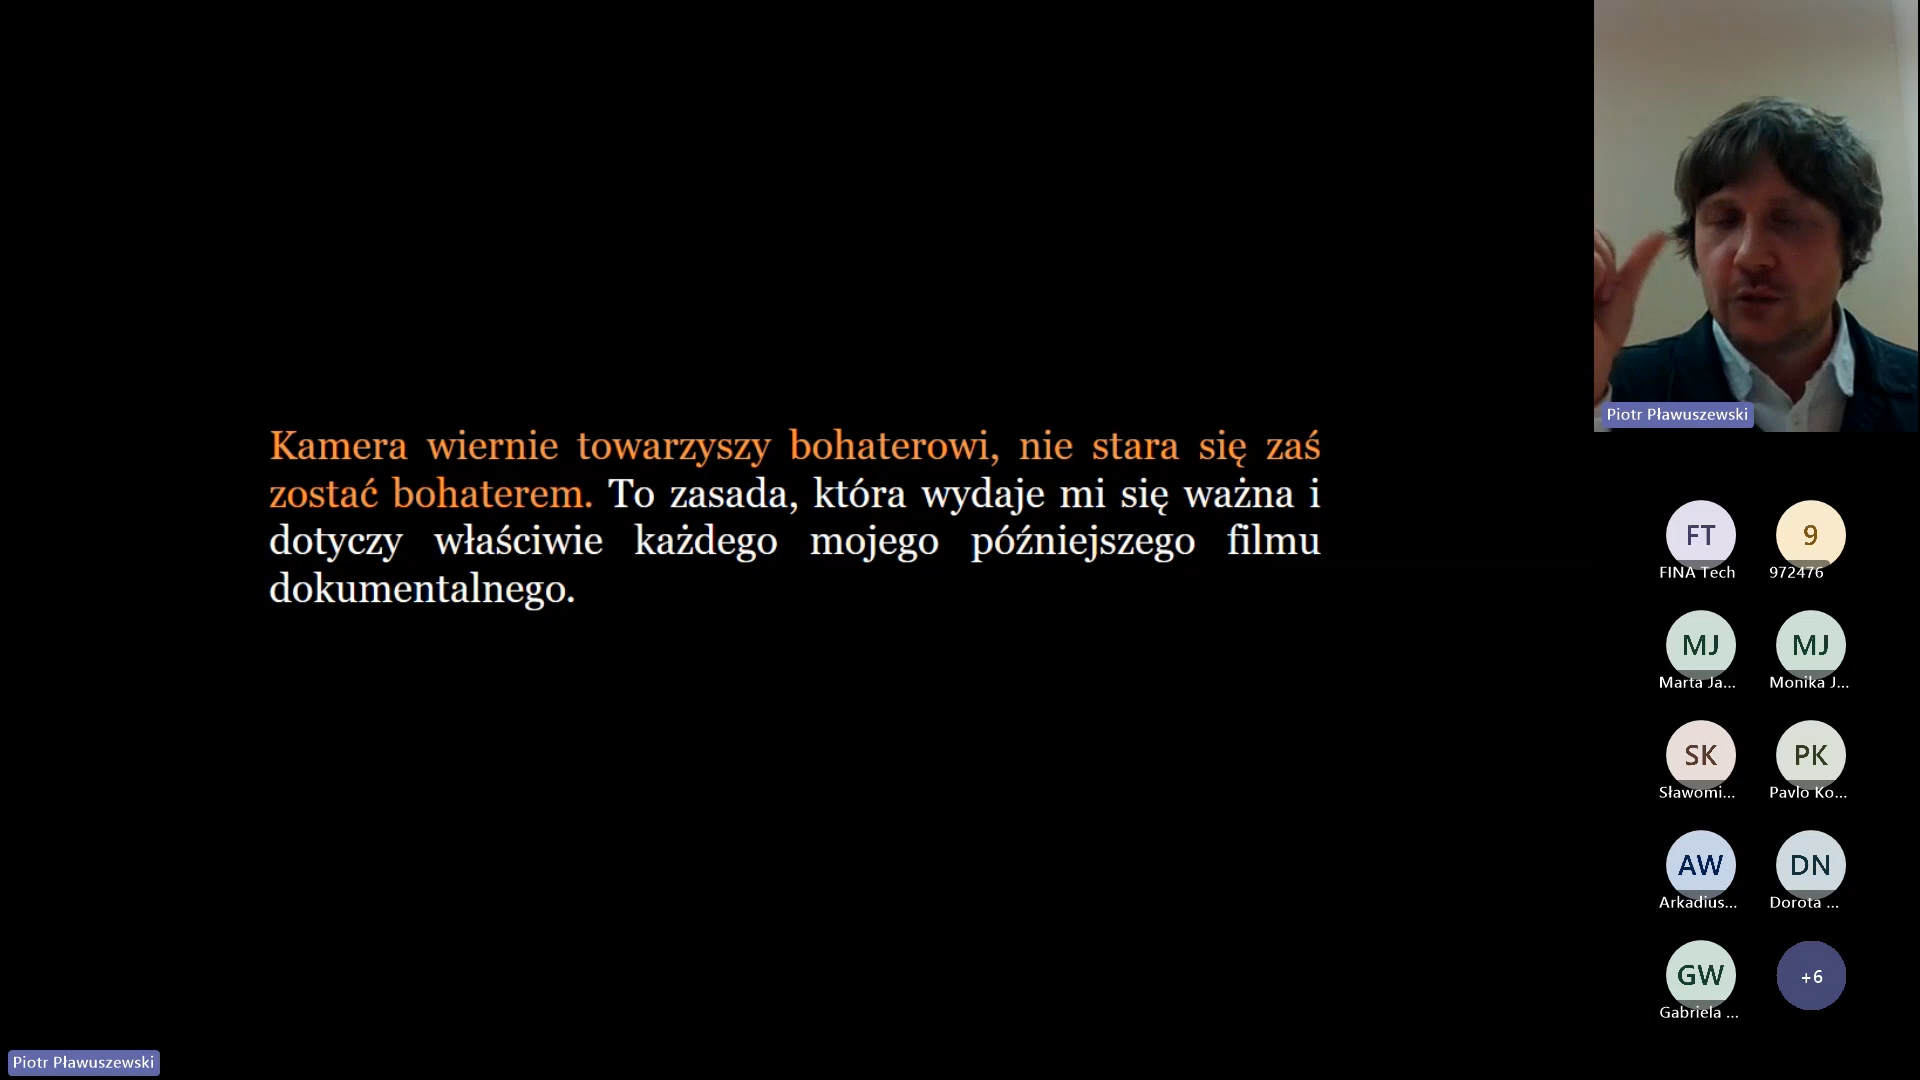 Kamera wiernie towarzyszy bohaterowi, nie stara się zaś
zostać bohaterem. To zasada, która wydaje mi się ważna i
dotyczy właściwie każdego mojego późniejszego filmu
dokumentalnego.
Piotr Pławuszewski
FT
FINA Tech
9
972476
MJ
Marta Ja...
MJ
Monika J...
SK
Sławomi...
PK
Pavlo Ko...
AW
Arkadius...
DN
Dorota ...
GW
Gabriela ...
+6
Piotr Pławuszewski